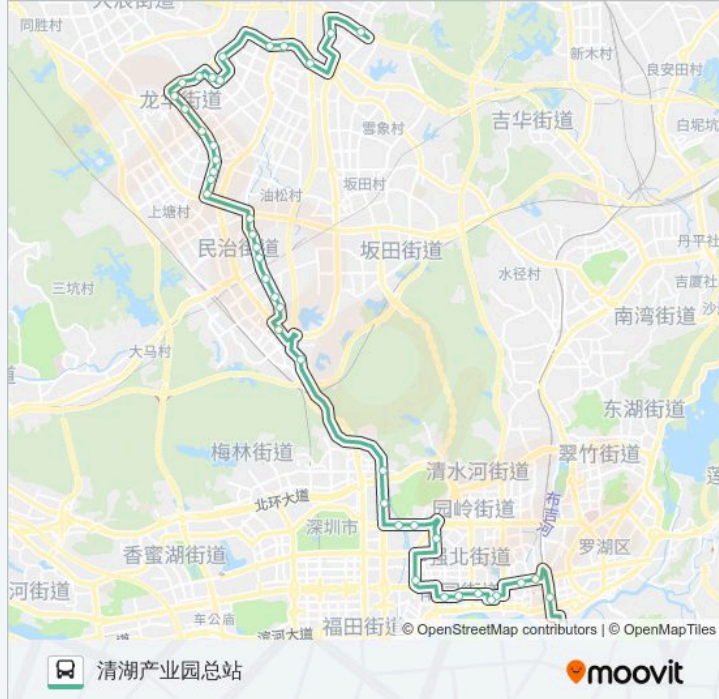 同胜村
新木村
良安田村
龙华街道
吉华街道
白坭坑
雪象村
坂田村
油松村
上塘村
民治街道
坂田街道
丹平社
水径村
吉厦社
三坑村
南湾街道
大马村
东湖街道
梅林街道
翠竹街道
清水河街道
北环大道
园岭街道
布吉河
深圳市
罗湖区
香蜜湖街道
河街道
车公庙
滨河大道
福田街
© OpenStreetMap contributors | © OpenMapTiles
清湖产业园总站
moovit